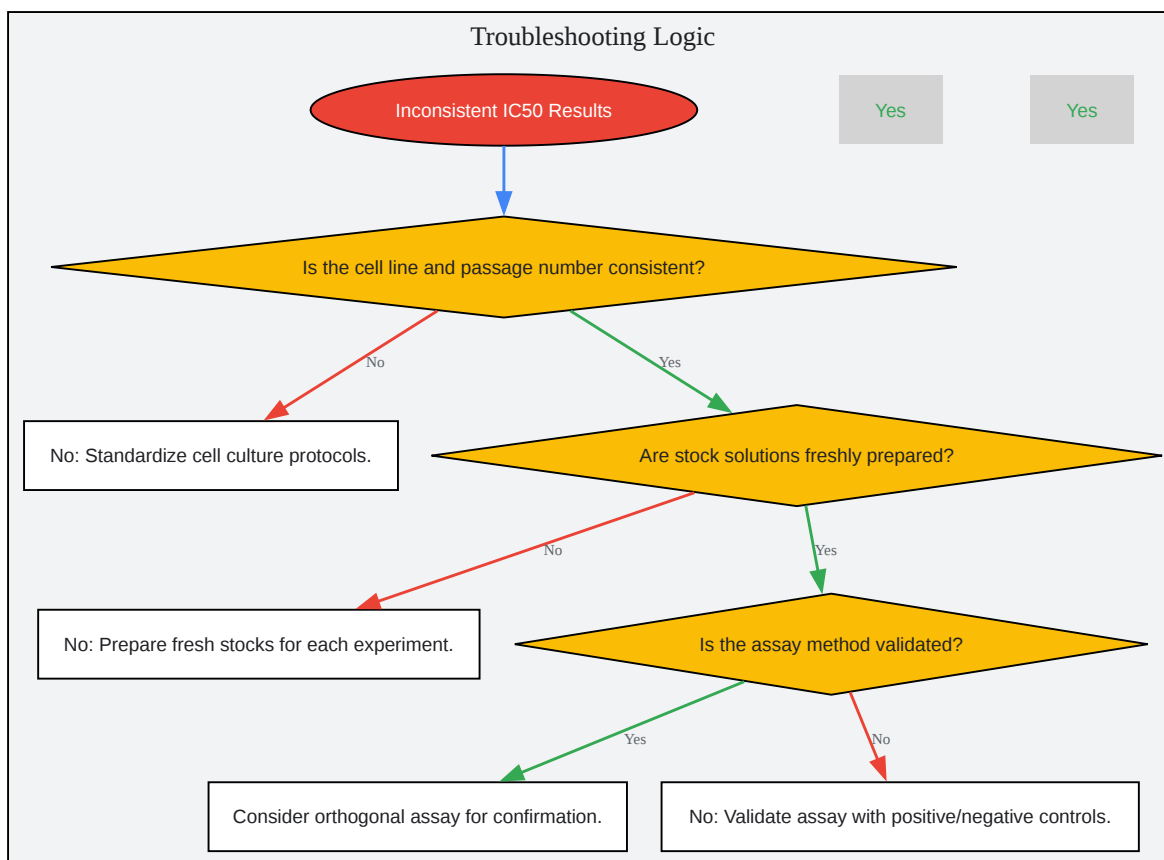 Troubleshooting Logic
Inconsistent IC50 Results
Yes
Yes
Is the cell line and passage number consistent?
No
Yes
No: Standardize cell culture protocols.
Are stock solutions freshly prepared?
No
Yes
No: Prepare fresh stocks for each experiment.
Is the assay method validated?
Yes
No
Consider orthogonal assay for confirmation.
No: Validate assay with positive/negative controls.